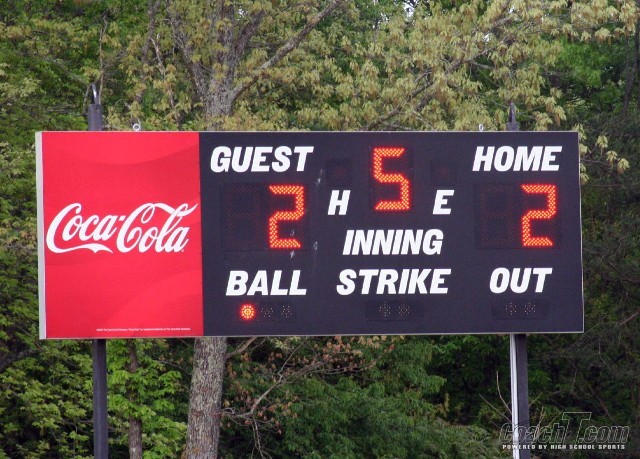 Coca-Cola
GUEST 5 HOME
2 H E 2
INNING
BALL STRIKE OUT
CoachT.com
POWERED BY HIGH SCHOOL SPORTS